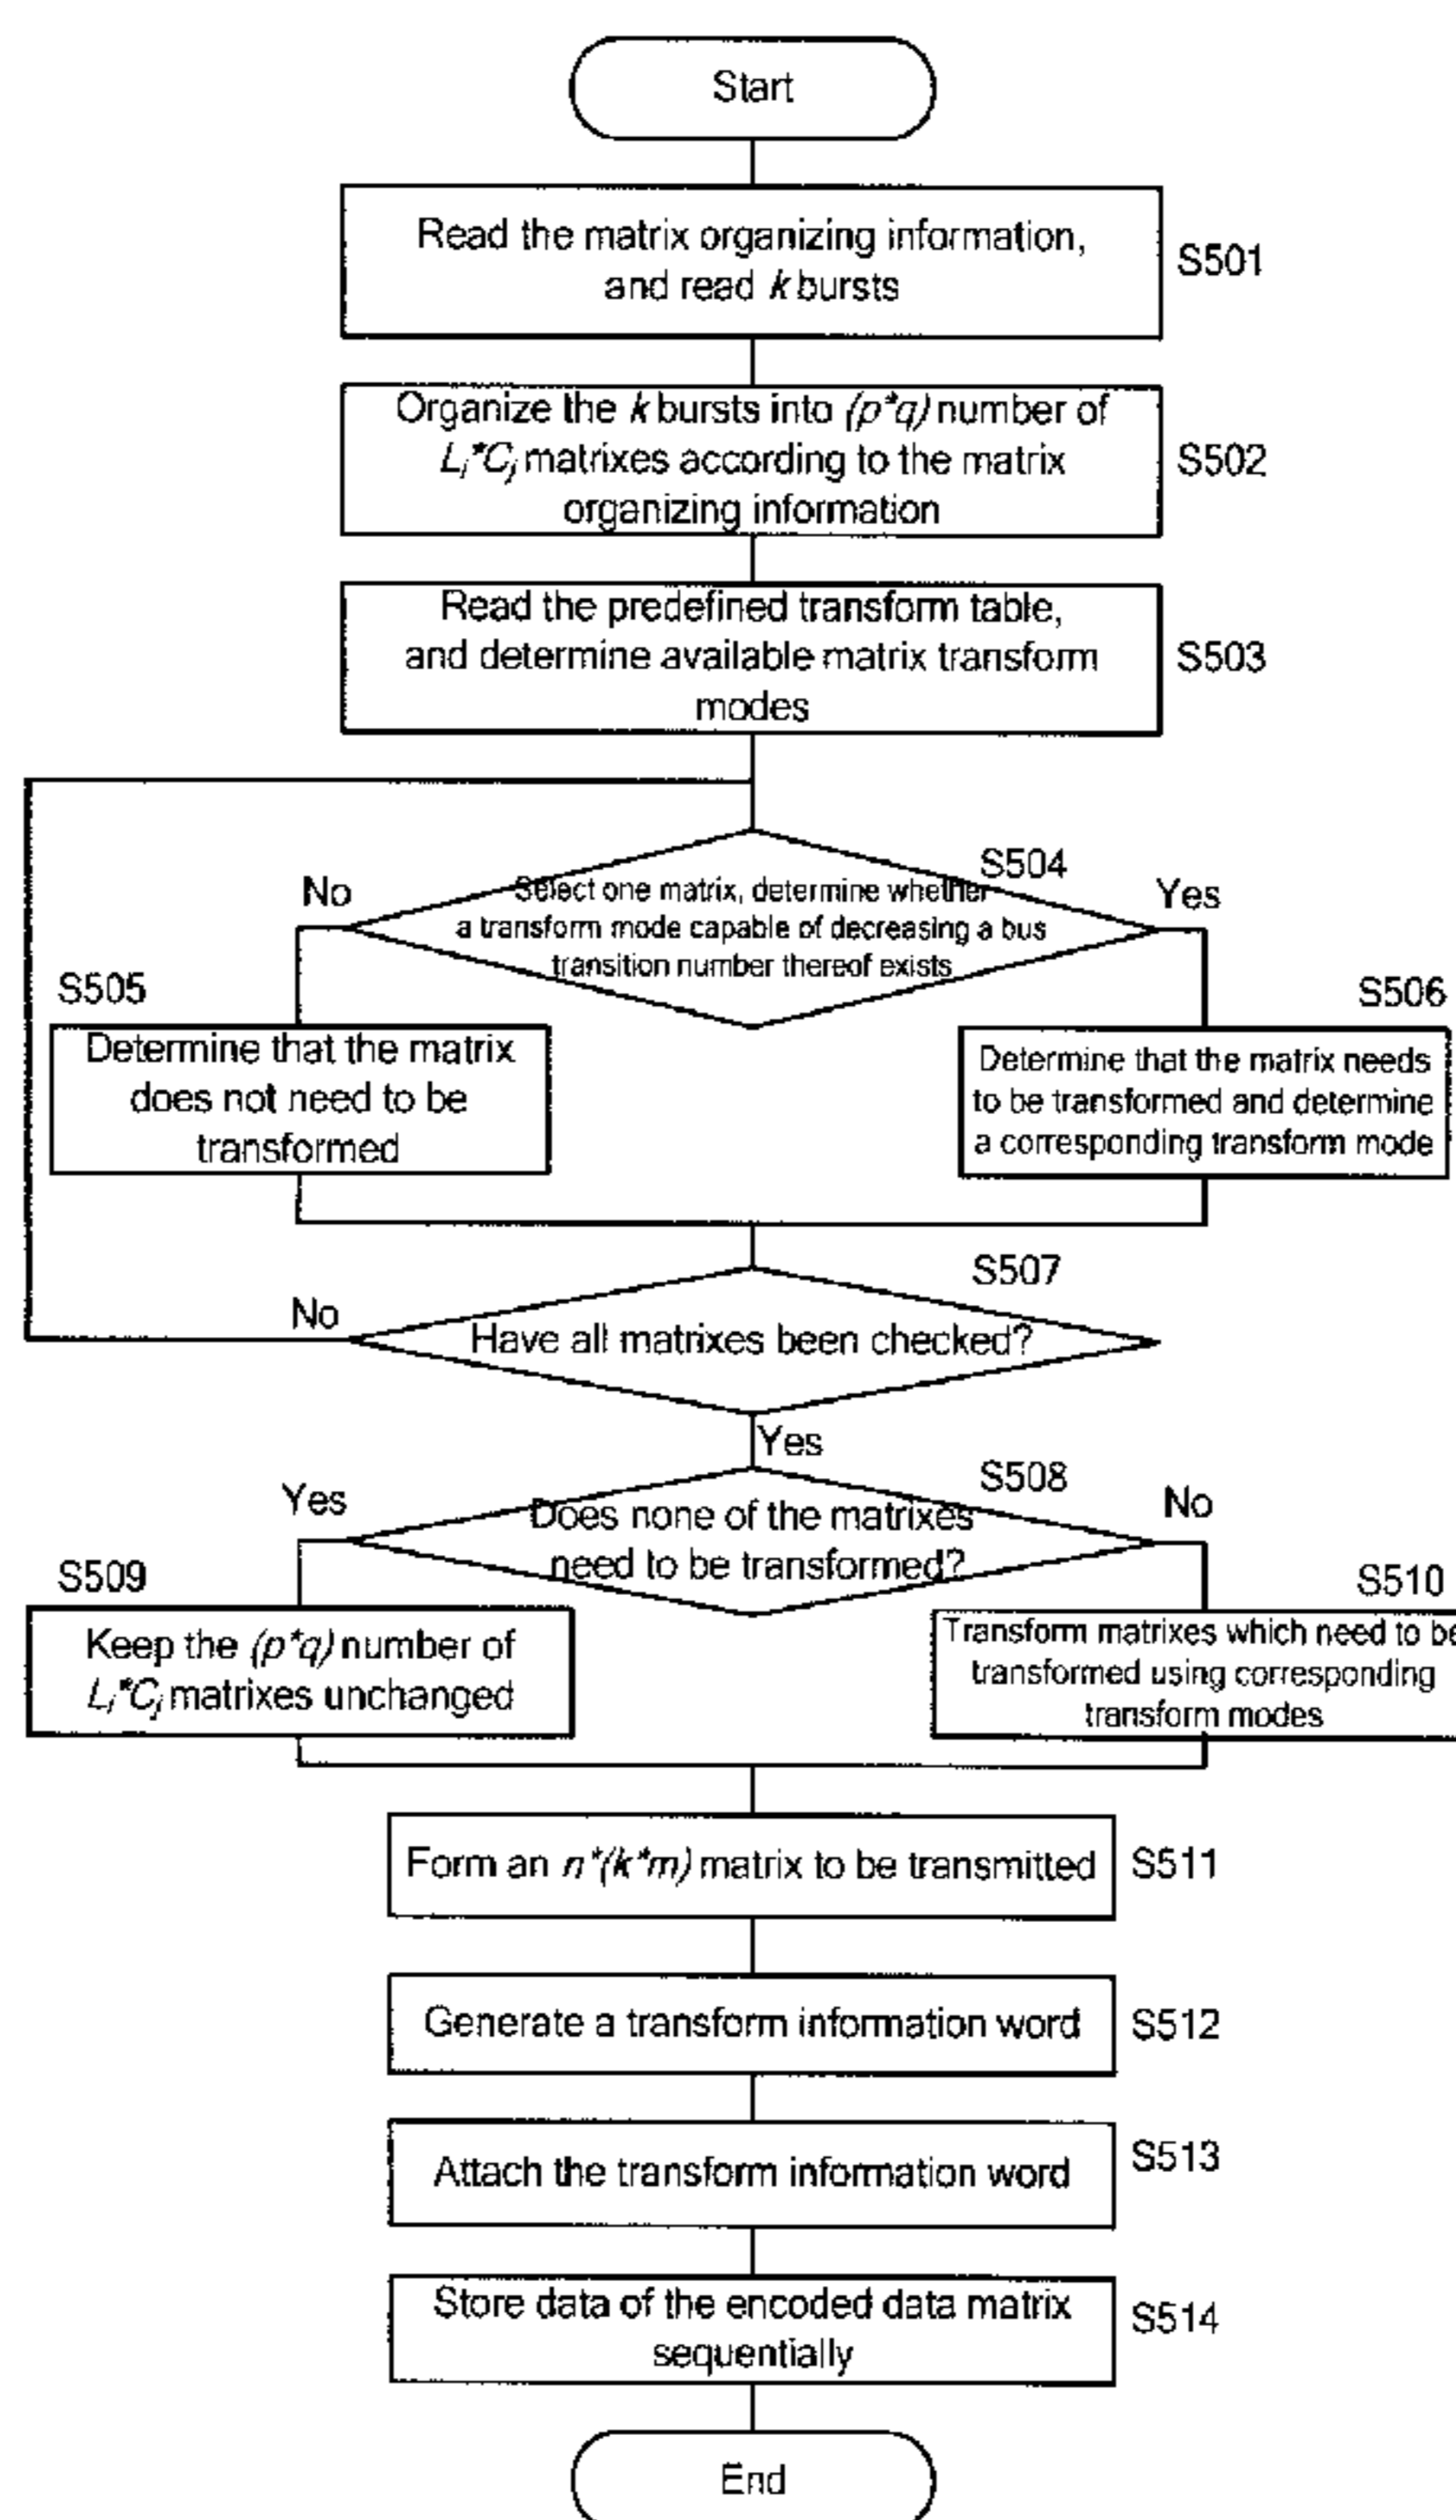 Start
Read the matrix organizing information,
and read k bursts
S501
Organize the k bursts into (p*q) number of
Li*Cj matrixes according to the matrix
organizing information
S502
Read the predefined transform table,
and determine available matrix transform
modes
S503
S504
No
Select one matrix, determine whether
a transform mode capable of decreasing a bus
transition number thereof exists
Yes
S505
Determine that the matrix
does not need to be
transformed
S506
Determine that the matrix needs
to be transformed and determine
a corresponding transform mode
S507
No
Have all matrixes been checked?
Yes
S508
Yes
Does none of the matrixes
need to be transformed?
No
S509
Keep the (p*q) number of
Li*Cj matrixes unchanged
S510
Transform matrixes which need to be
transformed using corresponding
transform modes
Form an n*(k*m) matrix to be transmitted
S511
Generate a transform information word
S512
Attach the transform information word
S513
Store data of the encoded data matrix
sequentially
S514
End